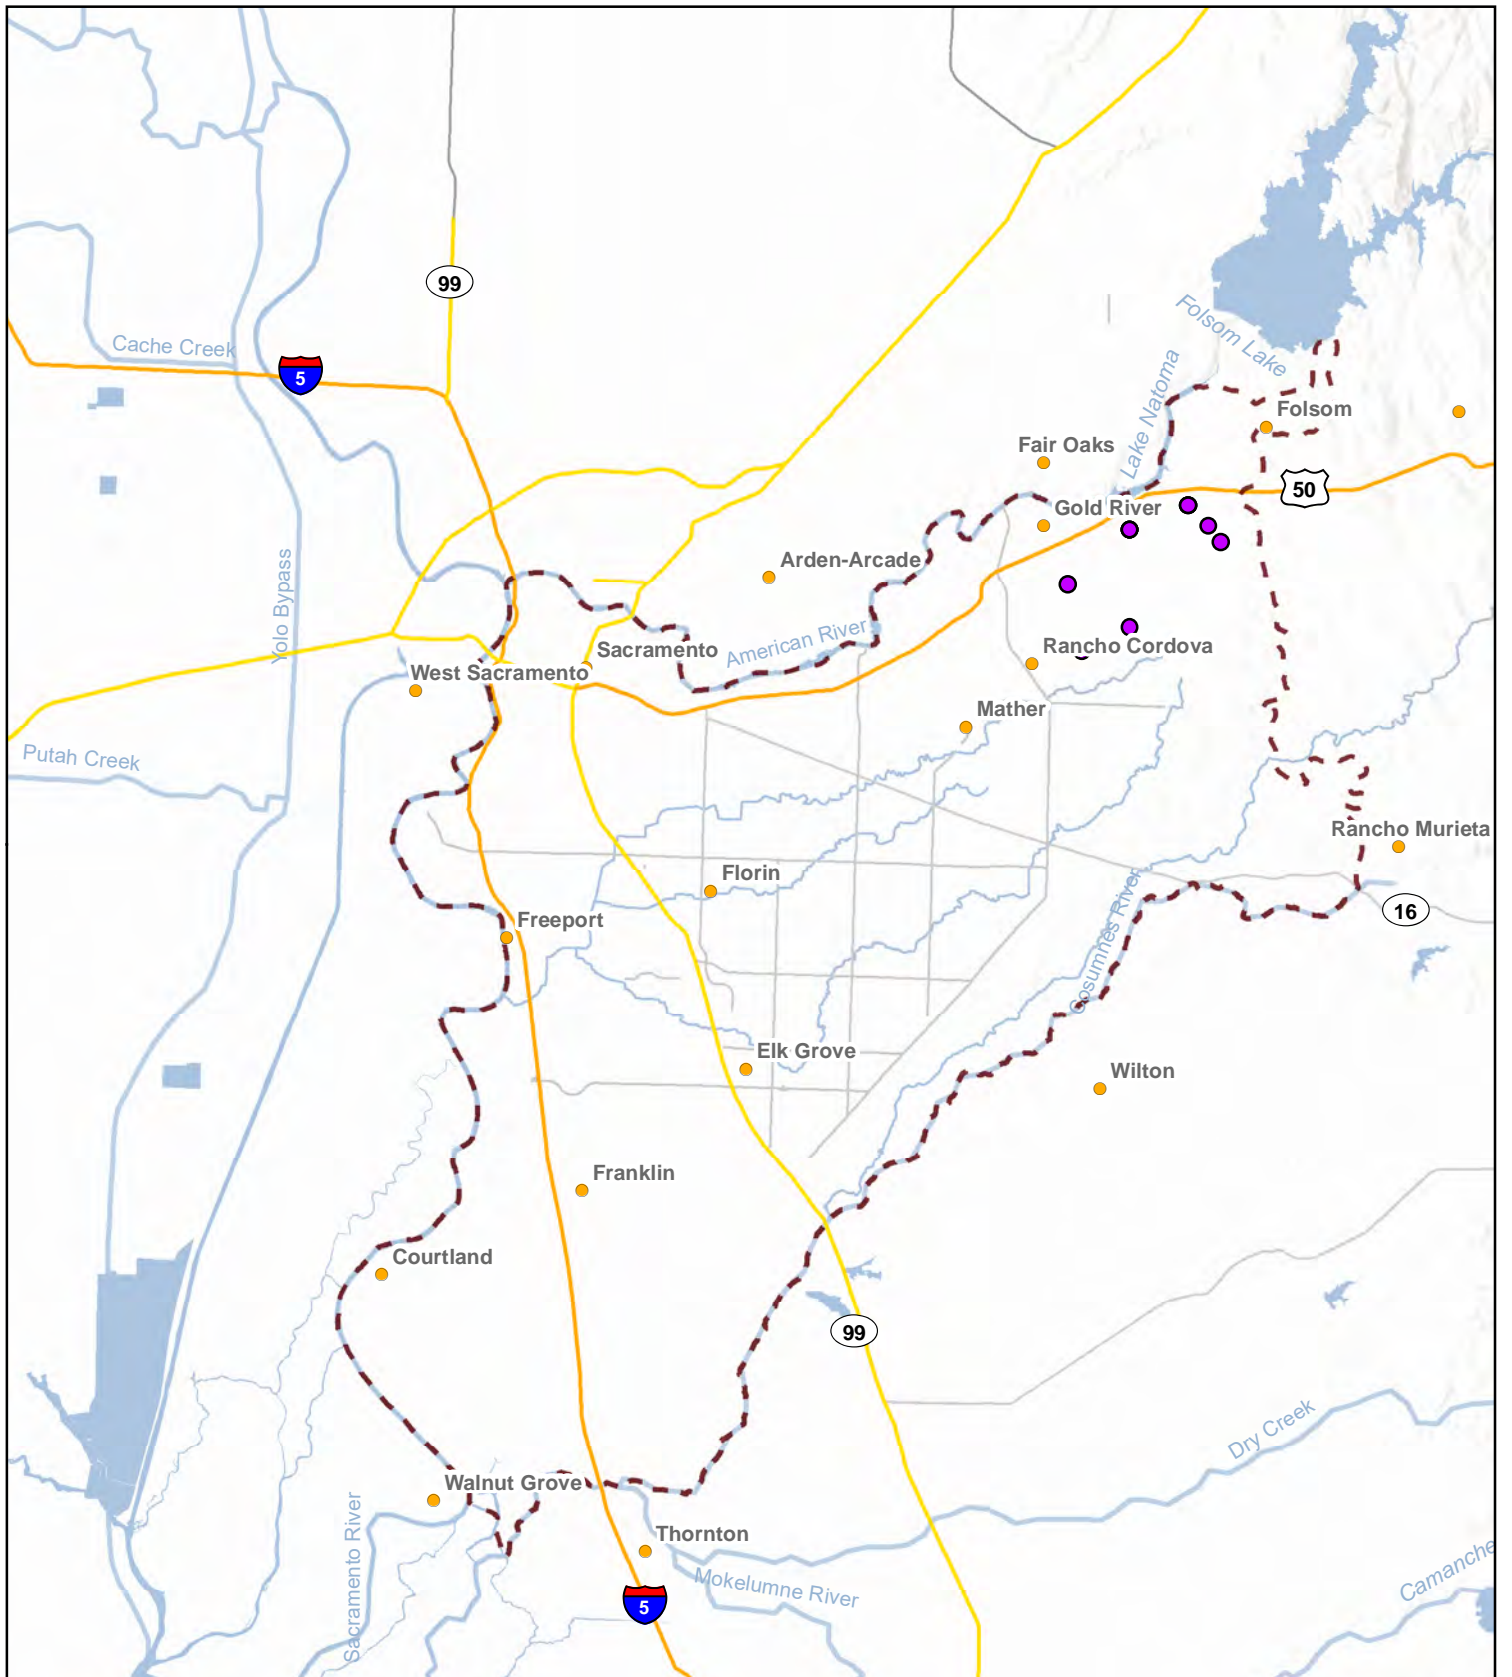 99
Folsom Lake
Cache Creek
5
Lake Natoma
Folsom
Fair Oaks
50
Gold River
Arden-Arcade
Yolo Bypass
American River
Sacramento
Rancho Cordova
West Sacramento
Mather
Putah Creek
Rancho Murieta
Florin
16
Freeport
Cosumnes River
Elk Grove
Wilton
Franklin
Courtland
99
Dry Creek
Walnut Grove
Sacramento River
Thornton
Mokelumne River
Camanche
5